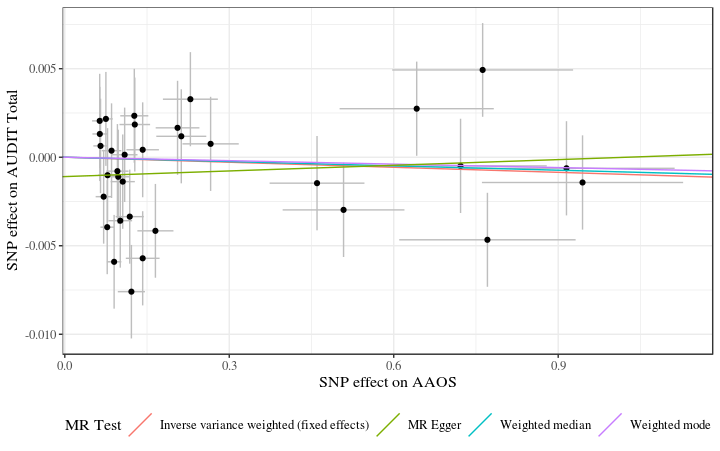 SNP effect on AUDIT Total
0.005
0.000
-0.005
-0.010
0.0
0.3
0.6
0.9
SNP effect on AAOS
MR Test
Inverse variance weighted (fixed effects)
MR Egger
Weighted median
Weighted mode